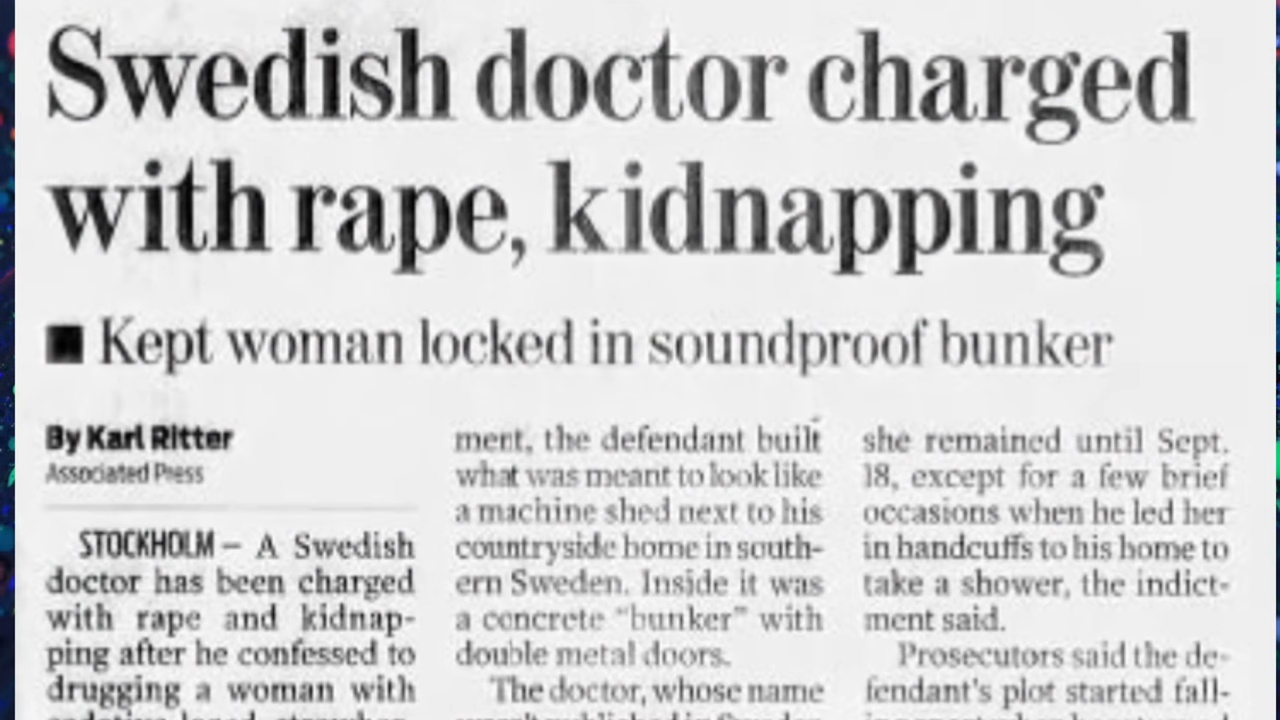 Swedish doctor charged
with rape, kidnapping
■ Kept woman locked in soundproof bunker
By Karl Ritter
Associated Press
STOCKHOLM – A Swedish
doctor has been charged
with rape and kidnap-
ping after he confessed to
drugging a woman with
ment, the defendant built
what was meant to look like
a machine shed next to his
countryside home in south-
ern Sweden. Inside it was
a concrete "bunker" with
double metal doors.
The doctor, whose name
she remained until Sept.
18, except for a few brief
occasions when he led her
in handcuffs to his home to
take a shower, the indict-
ment said.
Prosecutors said the de-
fendant's plot started fall-